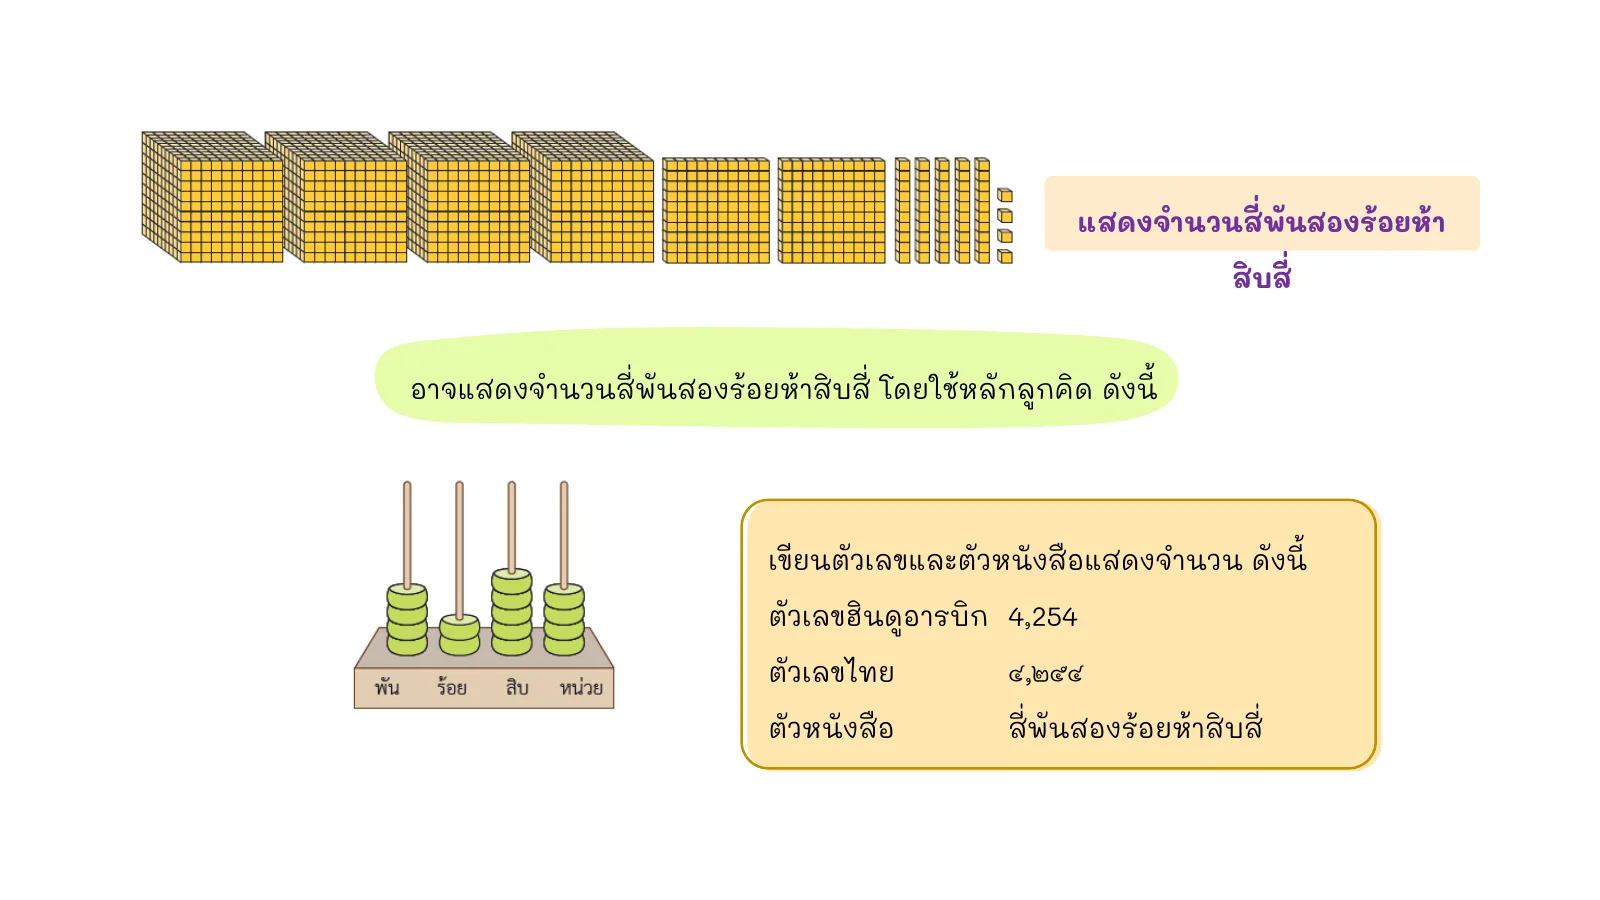 แสดงจำนวนสี่พันสองร้อยห้า
สิบสี่
อาจแสดงจำนวนสี่พันสองร้อยห้าสิบสี่ โดยใช้หลักลูกคิด ดังนี้
พัน ร้อย สิบ หน่วย
เขียนตัวเลขและตัวหนังสือแสดงจำนวน ดังนี้
ตัวเลขฮินดูอารบิก 4,254
ตัวเลขไทย ๔,๒๕๔
ตัวหนังสือ สี่พันสองร้อยห้าสิบสี่